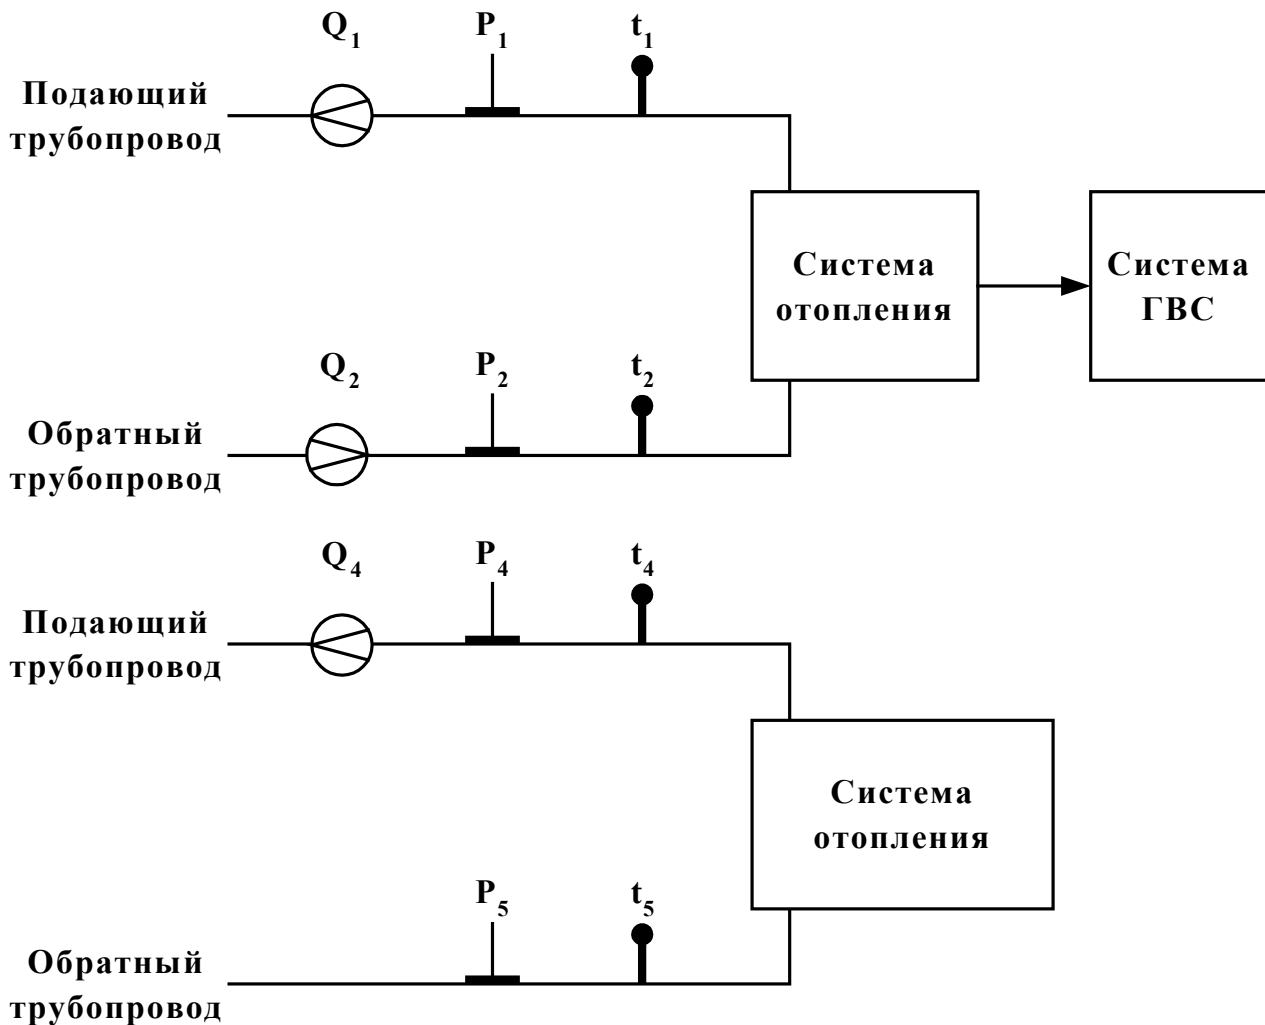 Q₁ P₁ t₁
Подающий
трубопровод
Система
отопления
Система
ГВС
Q₂ P₂ t₂
Обратный
трубопровод
Q₄ P₄ t₄
Подающий
трубопровод
Система
отопления
P₅ t₅
Обратный
трубопровод